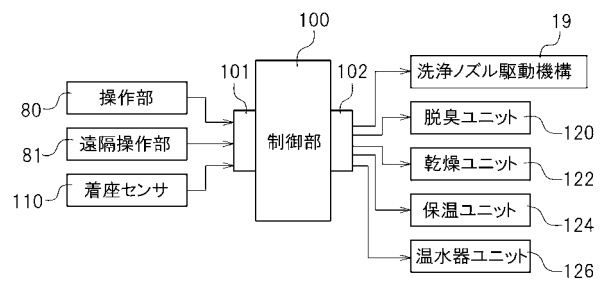 100
101
102
制御部
操作部
80
遠隔操作部
81
着座センサ
110
19
洗浄ノズル駆動機構
脱臭ユニット
120
乾燥ユニット
122
保温ユニット
124
温水器ユニット
126